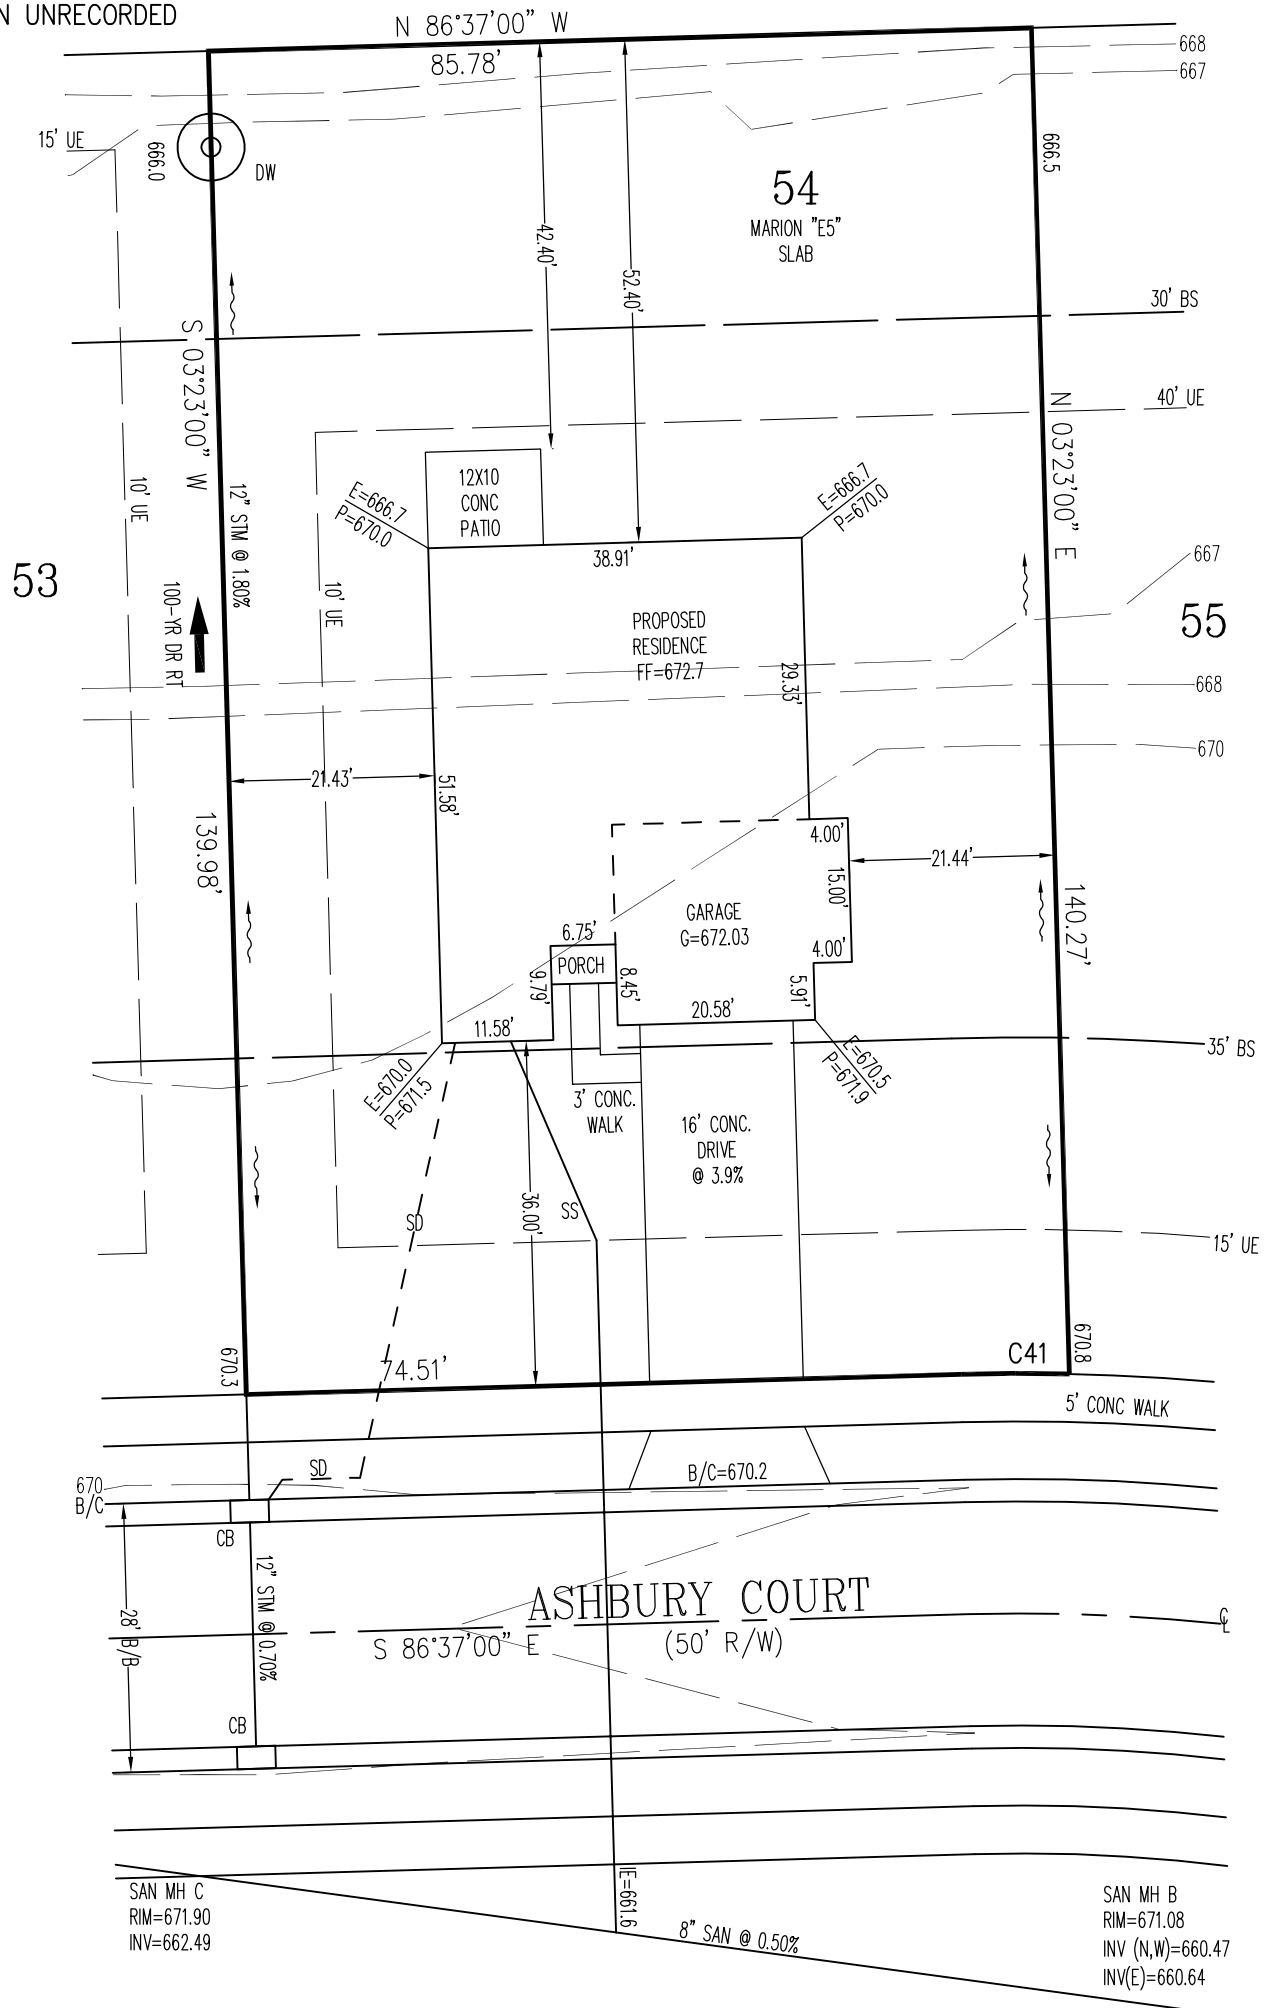 N UNRECORDED
N 86°37'00" W
85.78'
668
667
15' UE
666.0
DW
666.5
54
MARION "E5"
SLAB
42.40'
52.40'
30' BS
S 03°23'00" W
N 03°23'00" E
40' UE
10' UE
12" STM @ 1.80%
12X10
CONC
PATIO
E=666.7
P=670.0
E=666.7
P=670.0
38.91'
667
53
100-YR DR RT
10' UE
PROPOSED
RESIDENCE
FF=672.7
29.33'
55
668
670
21.43'
51.58'
139.98'
4.00'
21.44'
15.00'
140.27'
GARAGE
G=672.03
6.75'
4.00'
PORCH
9.79'
8.45'
5.91'
20.58'
11.58'
35' BS
E=670.0
P=671.5
E=670.5
P=671.9
3' CONC.
WALK
16' CONC.
DRIVE
@ 3.9%
36.00'
SD
SS
15' UE
670.3
74.51'
C41
670.8
5' CONC WALK
SD
B/C=670.2
670
B/C
CB
12" STM @ 0.70%
28' B/B
ASHBURY COURT
S 86°37'00" E
(50' R/W)
CL
CB
IE=661.6
SAN MH C
RIM=671.90
INV=662.49
8" SAN @ 0.50%
SAN MH B
RIM=671.08
INV (N,W)=660.47
INV(E)=660.64